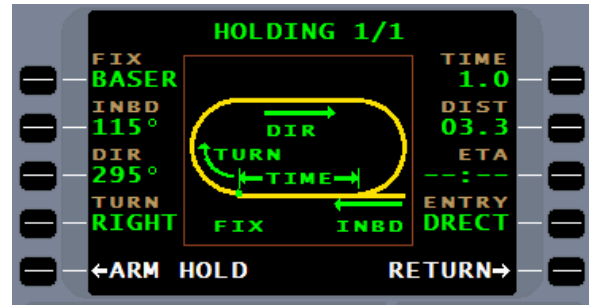 HOLDING 1/1
FIX
BASER
INBD
115°
DIR
295°
TURN
RIGHT
DIR
TURN
TIME
FIX INBD
TIME
1.0
DIST
03.3
ETA
--:--
ENTRY
DRECT
←ARM HOLD RETURN→